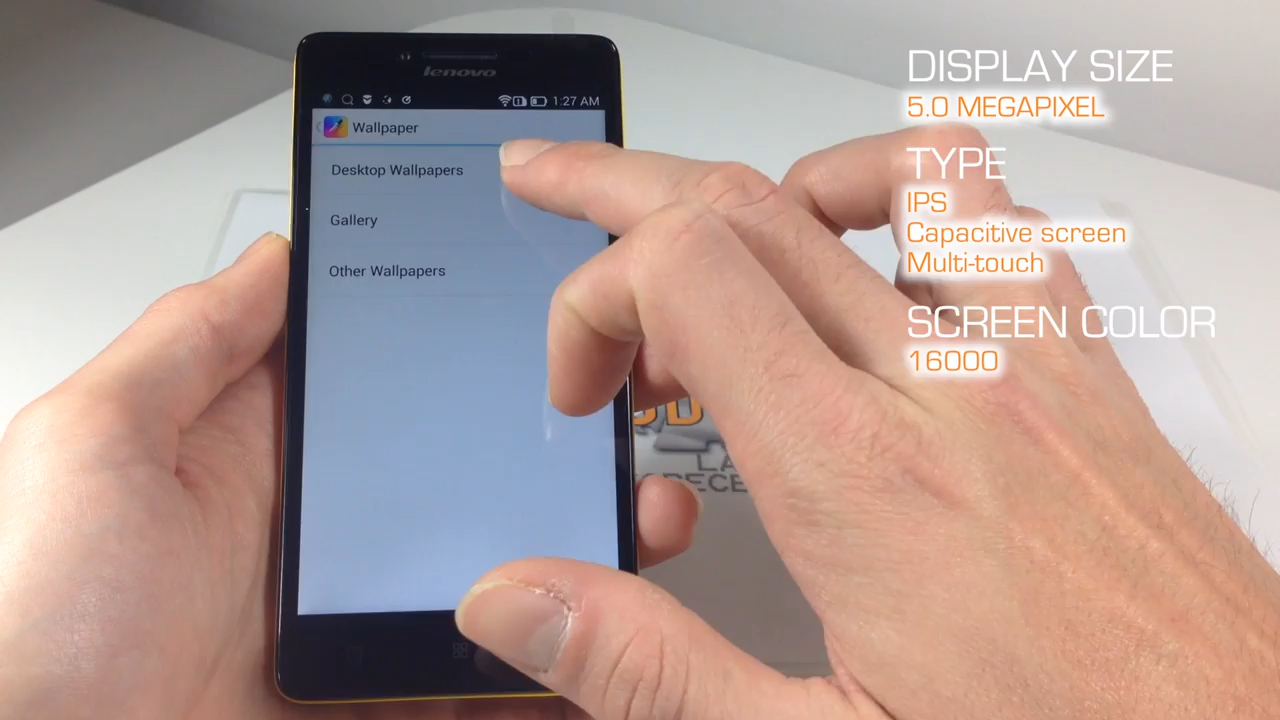 lenovo
1:27 AM
Wallpaper
Desktop Wallpapers
Gallery
Other Wallpapers
DISPLAY SIZE
5.0 MEGAPIXEL
TYPE
IPS
Capacitive screen
Multi-touch
SCREEN COLOR
16000